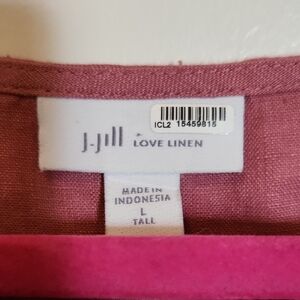 ICL2 15459815
J.Jill LOVE LINEN
MADE IN
INDONESIA
L
TALL